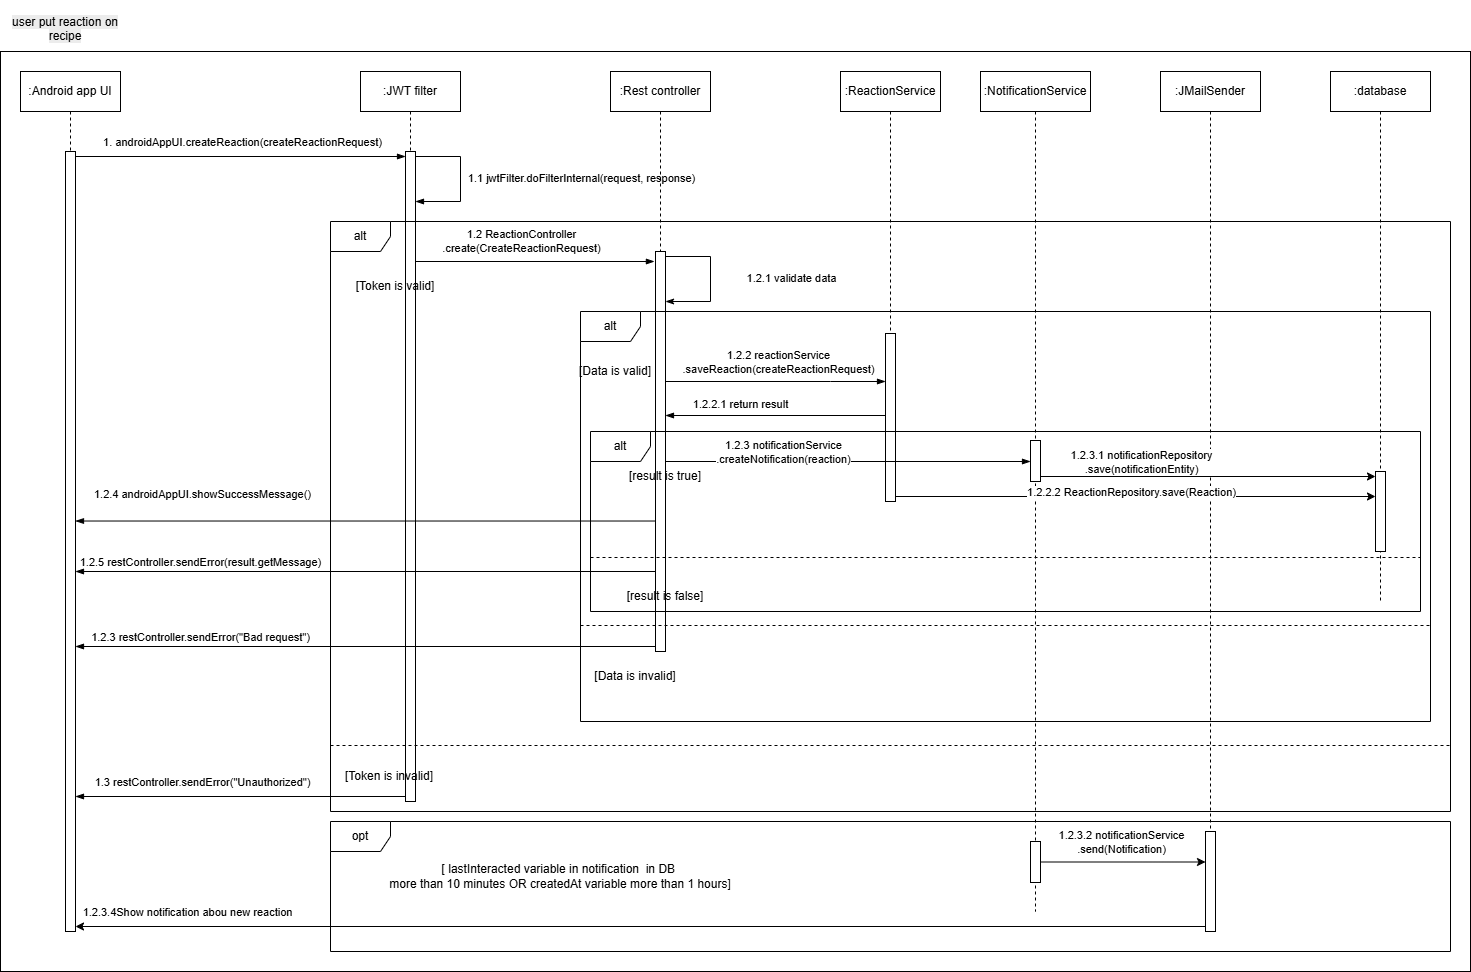 user put reaction on
recipe
:Android app UI
:JWT filter
:Rest controller
:ReactionService
:NotificationService
:JMailSender
:database
1. androidAppUI.createReaction(createReactionRequest)
1.1 jwtFilter.doFilterInternal(request, response)
alt
1.2 ReactionController
.create(CreateReactionRequest)
[Token is valid]
1.2.1 validate data
alt
[Data is valid]
1.2.2 reactionService
.saveReaction(createReactionRequest)
1.2.2.1 return result
alt
1.2.3 notificationService
.createNotification(reaction)
[result is true]
1.2.3.1 notificationRepository
.save(notificationEntity)
1.2.4 androidAppUI.showSuccessMessage()
1.2.2.2 ReactionRepository.save(Reaction)
1.2.5 restController.sendError(result.getMessage)
[result is false]
1.2.3 restController.sendError("Bad request")
[Data is invalid]
[Token is invalid]
1.3 restController.sendError("Unauthorized")
opt
1.2.3.2 notificationService
.send(Notification)
[ lastInteracted variable in notification  in DB
more than 10 minutes OR createdAt variable more than 1 hours]
1.2.3.4Show notification abou new reaction